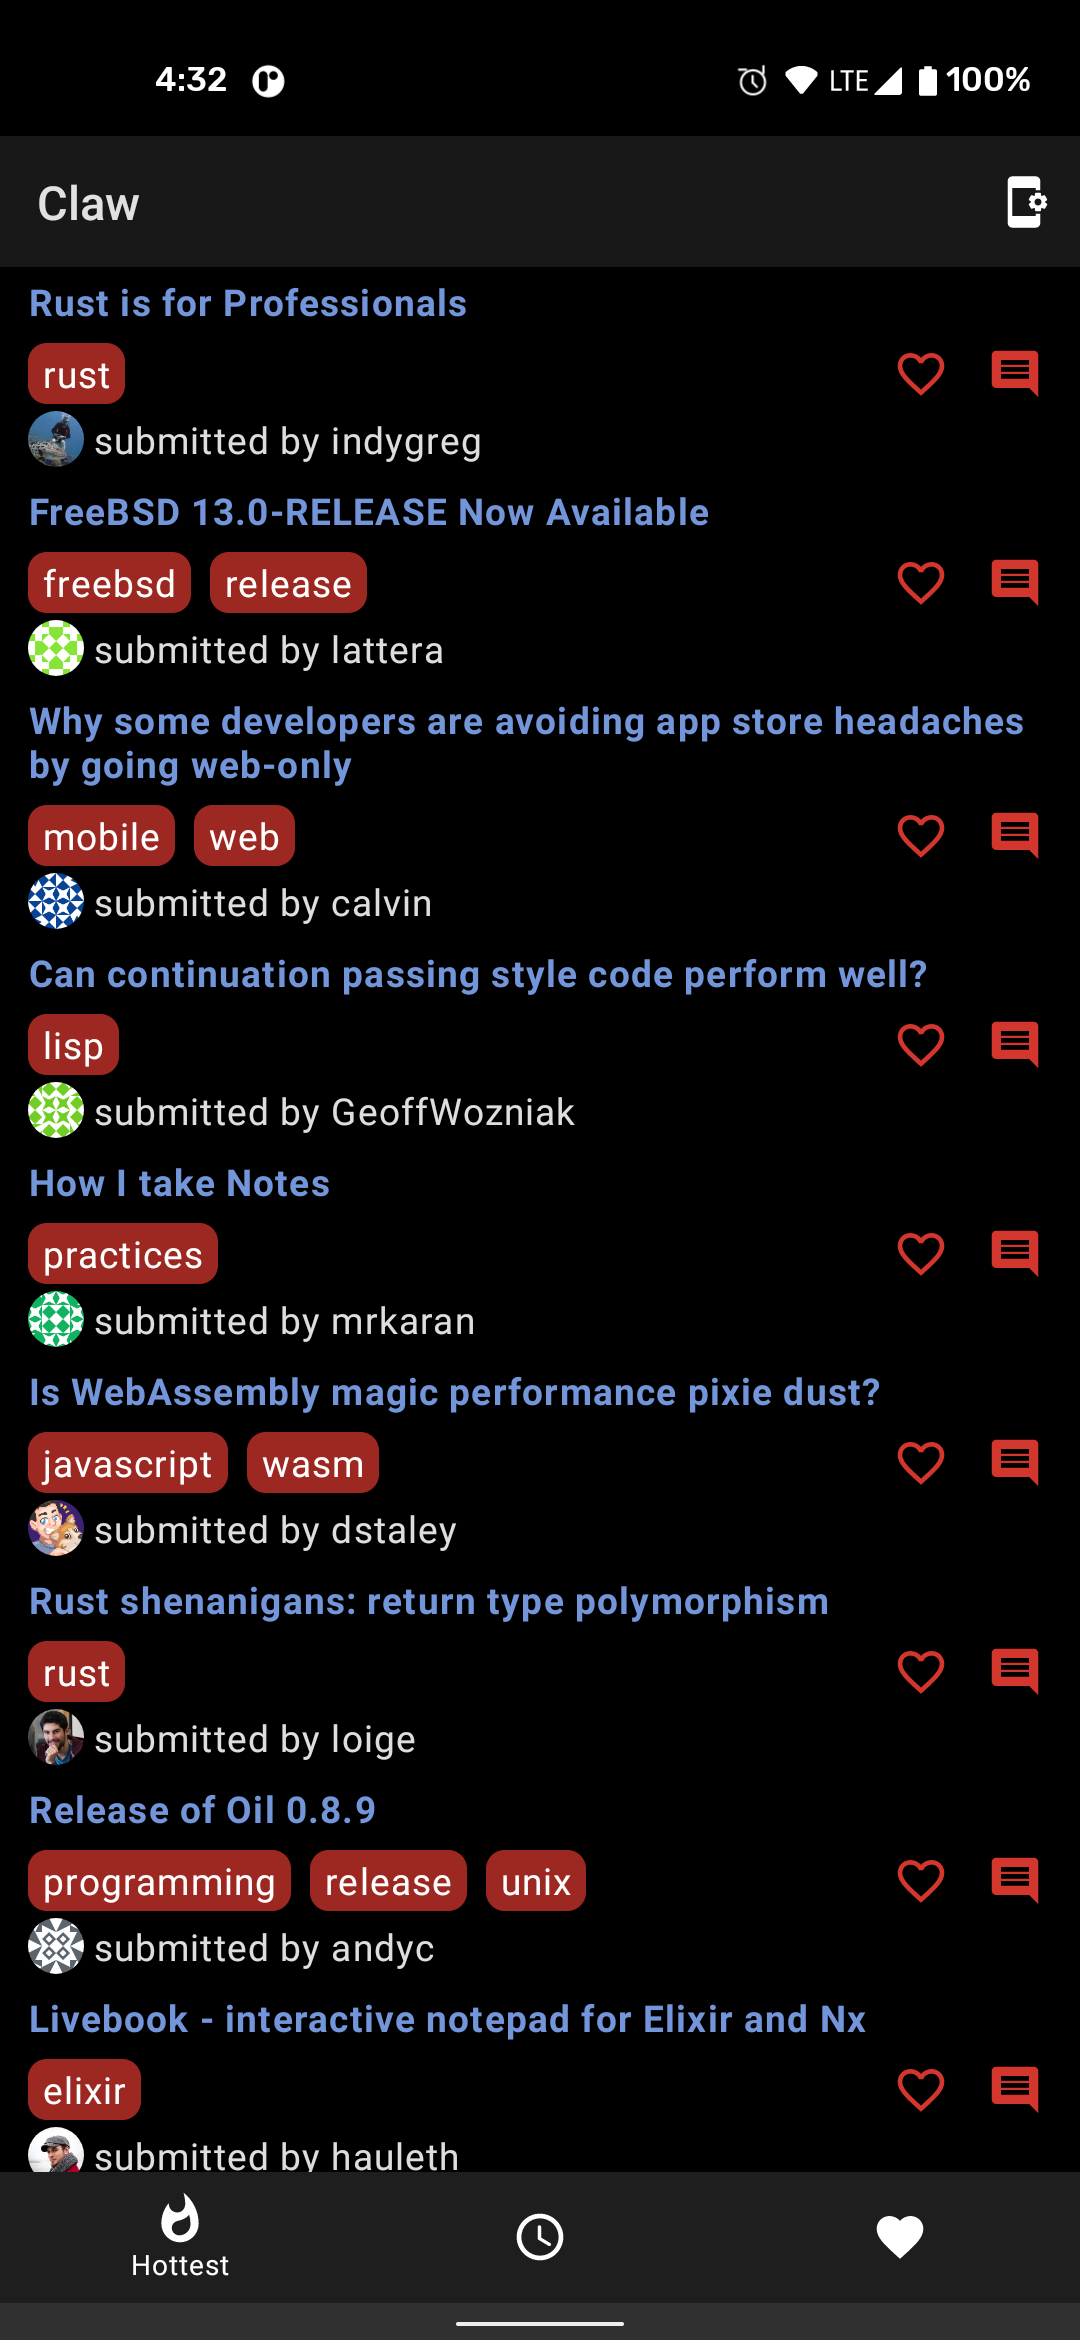 4:32 LTE 100%
Claw
Rust is for Professionals
rust
submitted by indygreg
FreeBSD 13.0-RELEASE Now Available
freebsd release
submitted by lattera
Why some developers are avoiding app store headaches
by going web-only
mobile web
submitted by calvin
Can continuation passing style code perform well?
lisp
submitted by GeoffWozniak
How I take Notes
practices
submitted by mrkaran
Is WebAssembly magic performance pixie dust?
javascript wasm
submitted by dstaley
Rust shenanigans: return type polymorphism
rust
submitted by loige
Release of Oil 0.8.9
programming release unix
submitted by andyc
Livebook - interactive notepad for Elixir and Nx
elixir
submitted by hauleth
Hottest